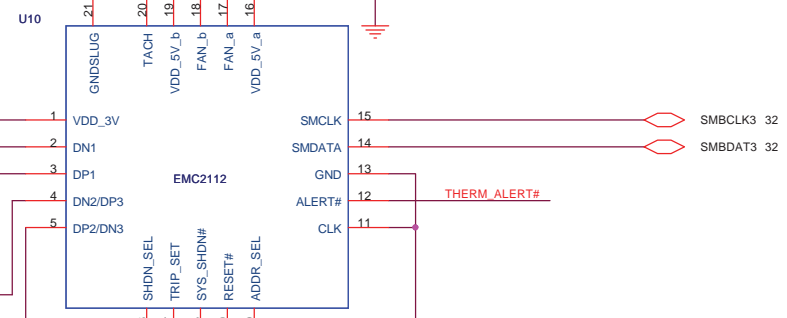 U10
21
20
19
18
17
16
GNDSLUG
TACH
VDD_5V_b
FAN_b
FAN_a
VDD_5V_a
1 VDD_3V
SMCLK 15
SMBCLK3 32
2 DN1
SMDATA 14
SMBDAT3 32
3 DP1
GND 13
EMC2112
4 DN2/DP3
ALERT# 12
THERM_ALERT#
5 DP2/DN3
CLK 11
SHDN_SEL
TRIP_SET
SYS_SHDN#
RESET#
ADDR_SEL